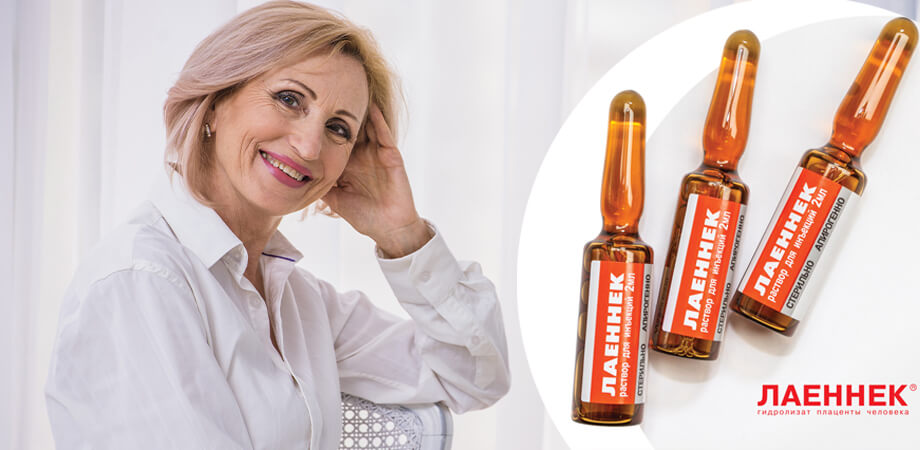 ЛАЕННЕК
раствор для инъекций 2мл
СТЕРИЛЬНО АПИРОГЕННО
ЛАЕННЕК
раствор для инъекций 2мл
СТЕРИЛЬНО АПИРОГЕННО
ЛАЕННЕК
раствор для инъекций 2мл
СТЕРИЛЬНО АПИРОГЕННО
ЛАЕННЕК®
гидролизат плаценты человека